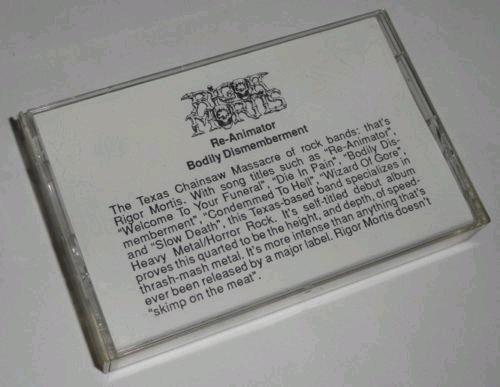 RIGOR
MORTIS
Re-Animator
Bodily Dismemberment
The Texas Chainsaw Massacre of rock bands: that's
Rigor Mortis. With song titles such as "Re-Animator",
"Welcome To Your Funeral", "Die In Pain", "Bodily Dis-
memberment", "Condemmed To Hell", "Wizard Of Gore",
and "Slow Death", this Texas-based band specializes in
Heavy Metal/Horror Rock. It's self-titled debut album
proves this quarted to be the height, and depth, of speed-
thrash-mash metal. It's more intense than anything that's
ever been released by a major label. Rigor Mortis doesn't
"skimp on the meat".